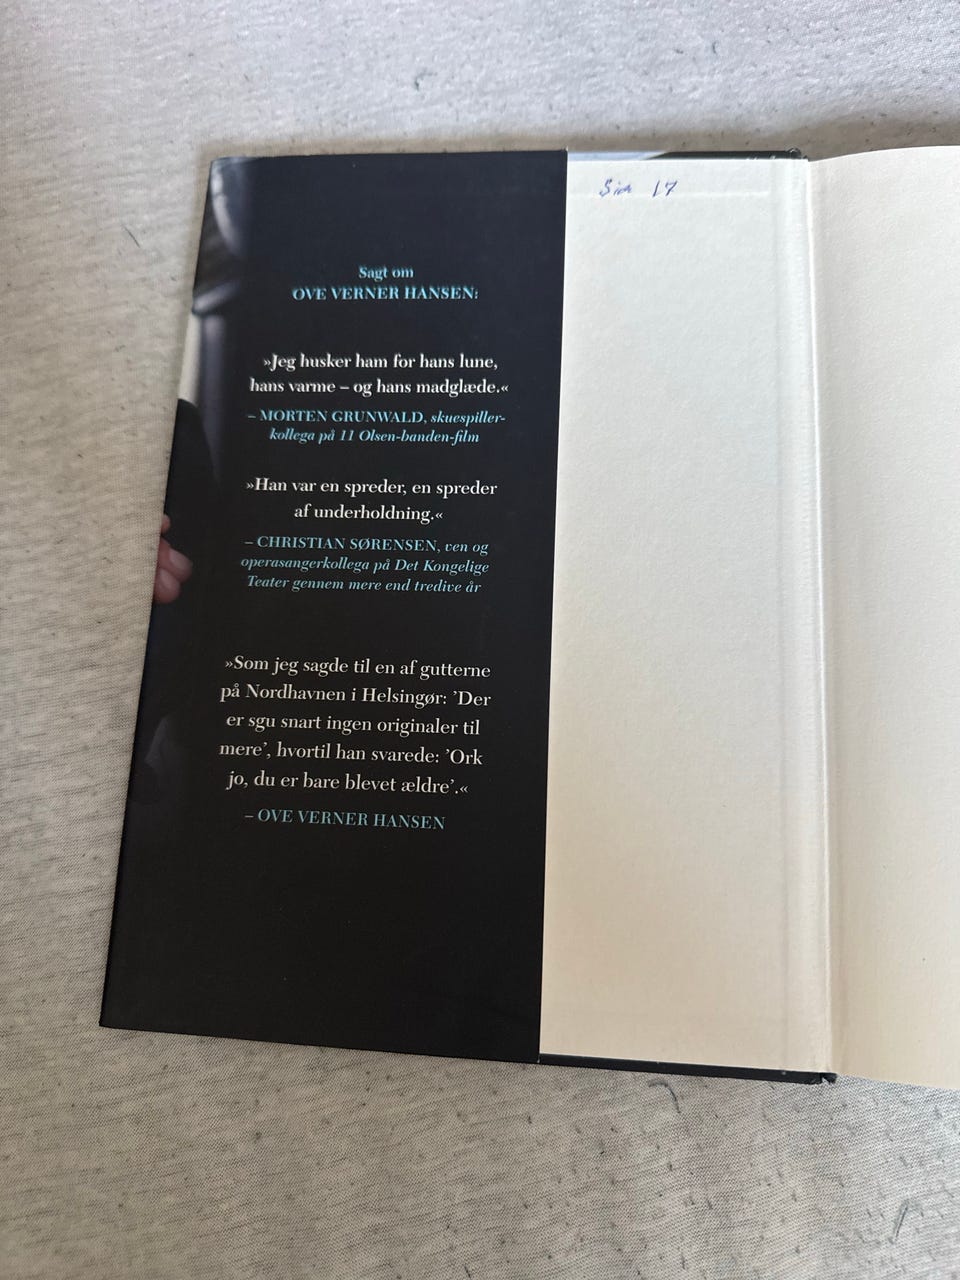 Sagt om
OVE VERNER HANSEN:
»Jeg husker ham for hans lune,
hans varme – og hans madglæde.«
– MORTEN GRUNWALD, skuespiller-
kollega på 11 Olsen-banden-film
»Han var en spreder, en spreder
af underholdning.«
– CHRISTIAN SØRENSEN, ven og
operasangerkollega på Det Kongelige
Teater gennem mere end tredive år
»Som jeg sagde til en af gutterne
på Nordhavnen i Helsingør: ’Der
er sgu snart ingen originaler til
mere’, hvortil han svarede: ’Ork
jo, du er bare blevet ældre’.«
– OVE VERNER HANSEN
17